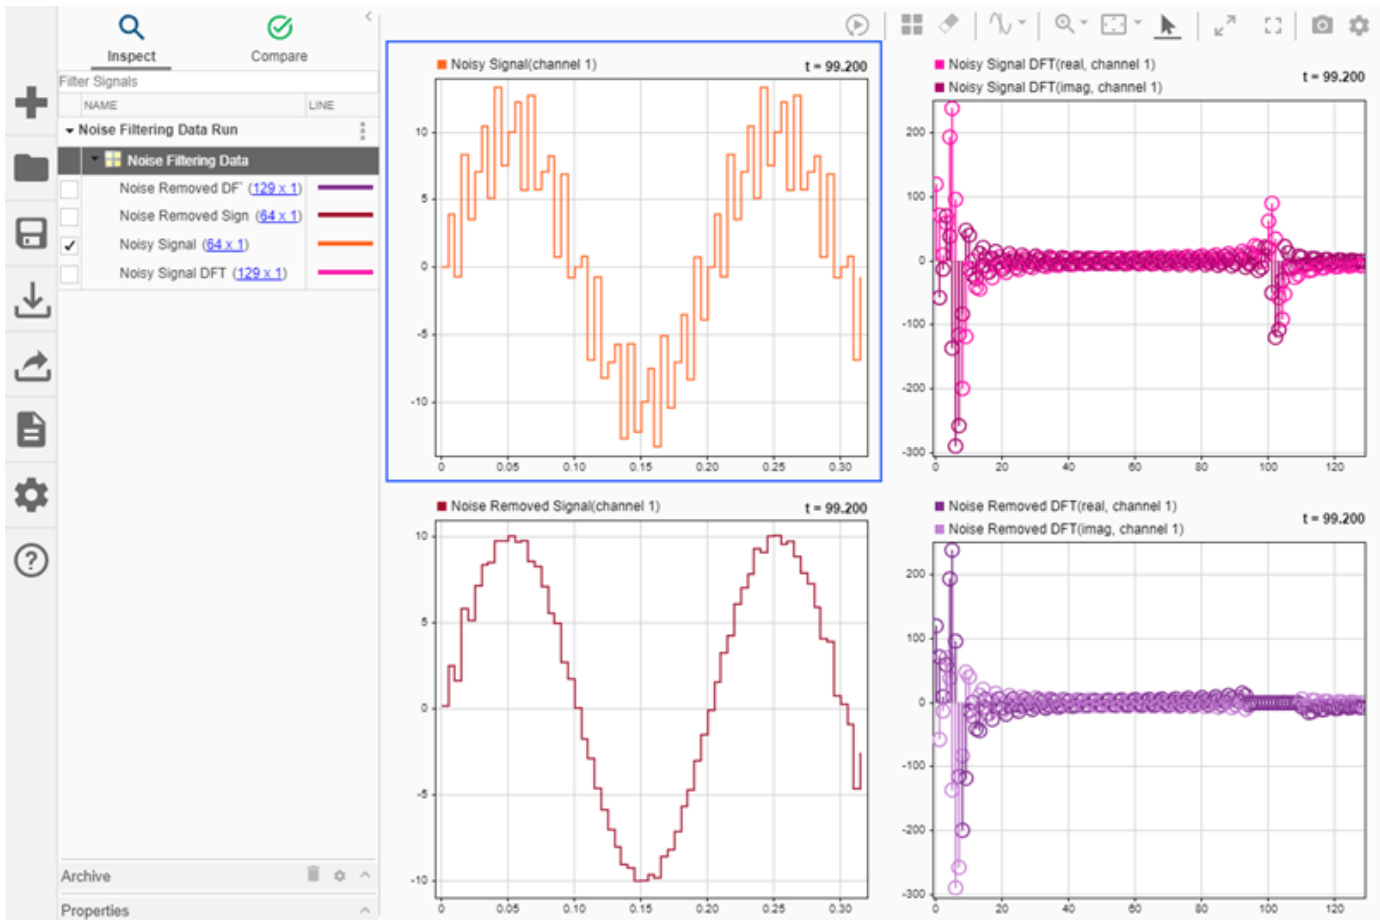 Inspect
Compare
Filter Signals
NAME
LINE
Noise Filtering Data Run
Noise Filtering Data
Noise Removed DF (129 x 1)
Noise Removed Sign (64 x 1)
Noisy Signal (64 x 1)
Noisy Signal DFT (129 x 1)
Archive
Properties
Noisy Signal(channel 1)
t = 99.200
10
5
0
-5
-10
0 0.05 0.10 0.15 0.20 0.25 0.30
Noisy Signal DFT(real, channel 1)
Noisy Signal DFT(imag, channel 1)
t = 99.200
200
100
0
-100
-200
-300
0 20 40 60 80 100 120
Noise Removed Signal(channel 1)
t = 99.200
10
5
0
-5
-10
0 0.05 0.10 0.15 0.20 0.25 0.30
Noise Removed DFT(real, channel 1)
Noise Removed DFT(imag, channel 1)
t = 99.200
200
100
0
-100
-200
-300
0 20 40 60 80 100 120